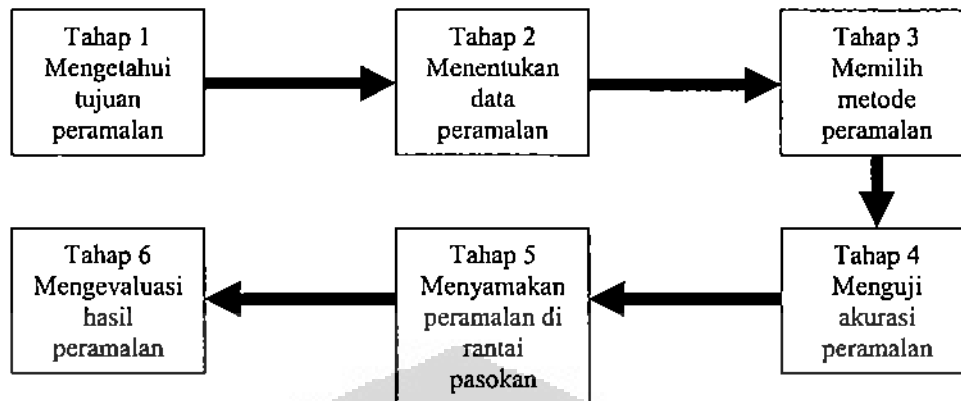 Tahap 1
Mengetahui
tujuan
peramalan
Tahap 2
Menentukan
data
peramalan
Tahap 3
Memilih
metode
peramalan
Tahap 4
Menguji
akurasi
peramalan
Tahap 5
Menyamakan
peramalan di
rantai
pasokan
Tahap 6
Mengevaluasi
hasil
peramalan